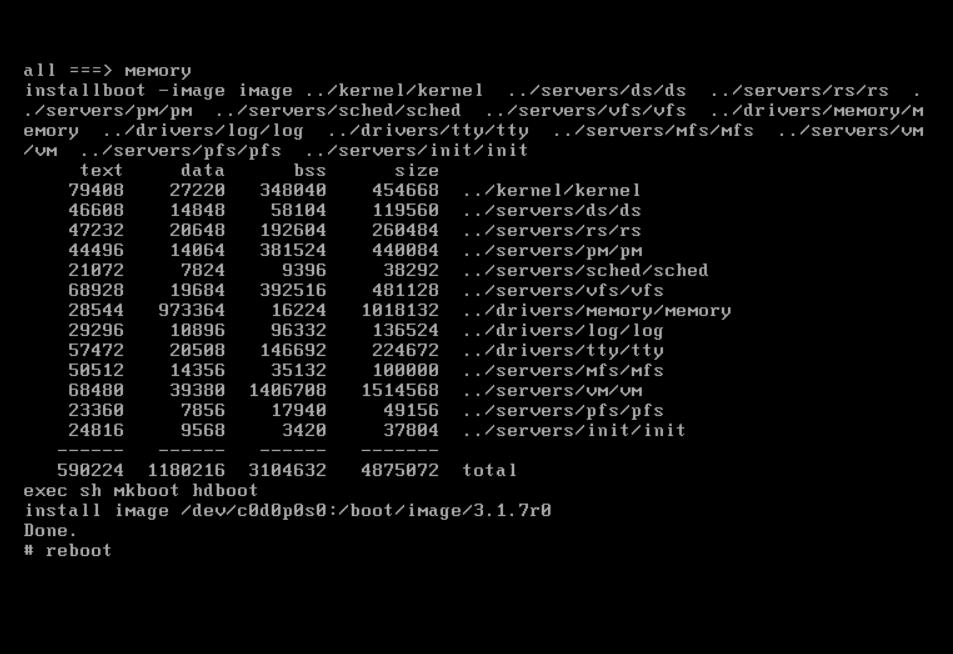 all ===> memory
installboot -image image ../kernel/kernel  ../servers/ds/ds  ../servers/rs/rs  .
./servers/pm/pm  ../servers/sched/sched  ../servers/vfs/vfs  ../drivers/memory/m
emory  ../drivers/log/log  ../drivers/tty/tty  ../servers/mfs/mfs  ../servers/vm
/vm  ../servers/pfs/pfs  ../servers/init/init
     text     data      bss      size
    79408    27220   348040    454668  ../kernel/kernel
    46608    14848    58104    119560  ../servers/ds/ds
    47232    20648   192604    260484  ../servers/rs/rs
    44496    14064   381524    440084  ../servers/pm/pm
    21072     7824     9396     38292  ../servers/sched/sched
    68928    19684   392516    481128  ../servers/vfs/vfs
    28544   973364    16224   1018132  ../drivers/memory/memory
    29296    10896    96332    136524  ../drivers/log/log
    57472    20508   146692    224672  ../drivers/tty/tty
    50512    14356    35132    100000  ../servers/mfs/mfs
    68480    39380  1406708   1514568  ../servers/vm/vm
    23360     7856    17940     49156  ../servers/pfs/pfs
    24816     9568     3420     37804  ../servers/init/init
   ------   ------   ------   -------
   590224  1180216  3104632   4875072  total
exec sh mkboot hdboot
install image /dev/c0d0p0s0:/boot/image/3.1.7r0
Done.
# reboot